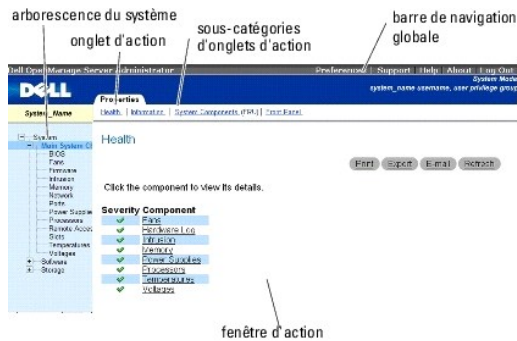 arborescence du système
onglet d'action
sous-catégories
d'onglets d'action
barre de navigation
globale
Dell OpenManage Server Administrator
Preferences | Support | Help | About | Log Out
System Model
system_name username, user privilege group
DELL
System_Name
Properties
Health | Information | System Components (FRU) | Front Panel
System
Main System
BIOS
Fans
Firmware
Intrusion
Memory
Network
Ports
Power Supplie
Processors
Remote Acces
Slots
Temperatures
Voltages
Software
Storage
Health
Print Export E-mail Refresh
Click the component to view its details.
Severity Component
Fans
Hardware Log
Intrusion
Memory
Power Supplies
Processors
Temperatures
Voltages
fenêtre d'action